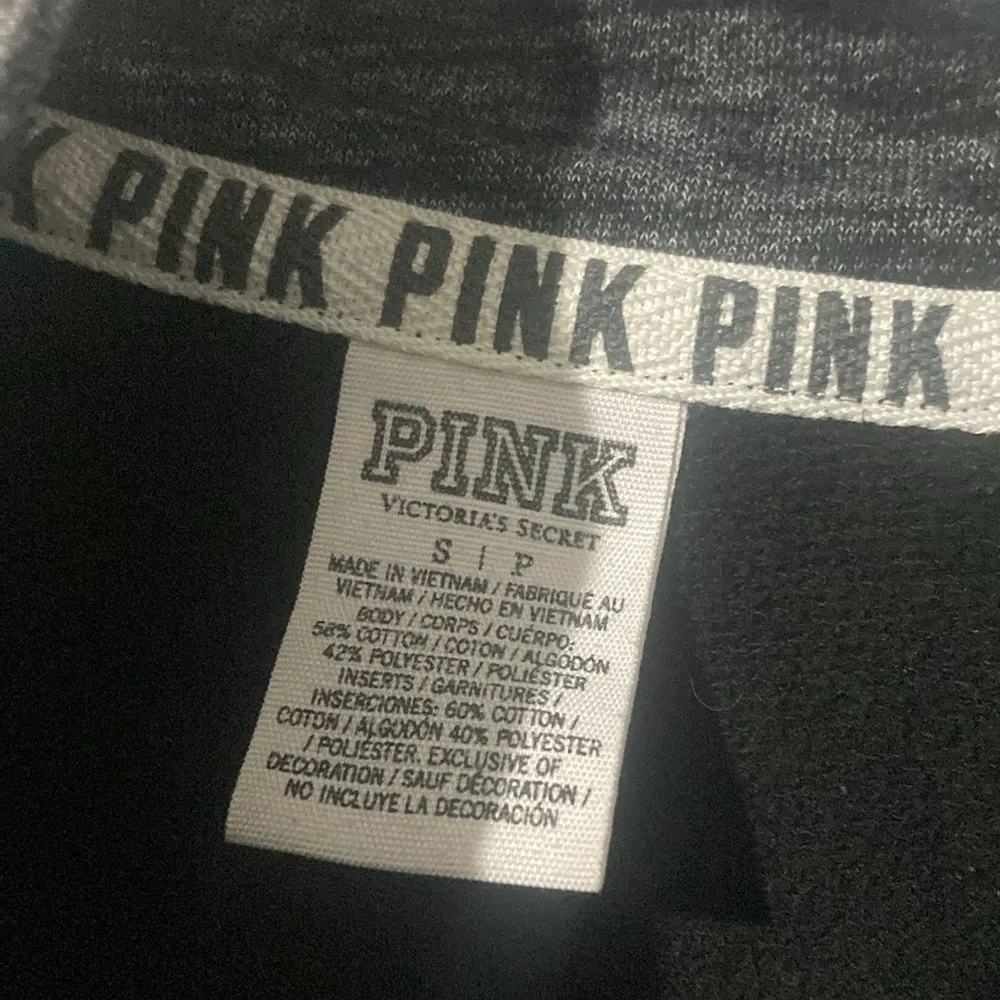 K PINK PINK PINK
PINK
VICTORIA'S SECRET
S | P
MADE IN VIETNAM / FABRIQUÉ AU
VIETNAM / HECHO EN VIETNAM
BODY / CORPS / CUERPO:
58% COTTON / COTON / ALGODÓN
42% POLYESTER / POLIÉSTER
INSERTS / GARNITURES /
INSERCIONES: 60% COTTON /
COTON / ALGODÓN 40% POLYESTER
/ POLIÉSTER. EXCLUSIVE OF
DECORATION / SAUF DÉCORATION /
NO INCLUYE LA DECORACIÓN